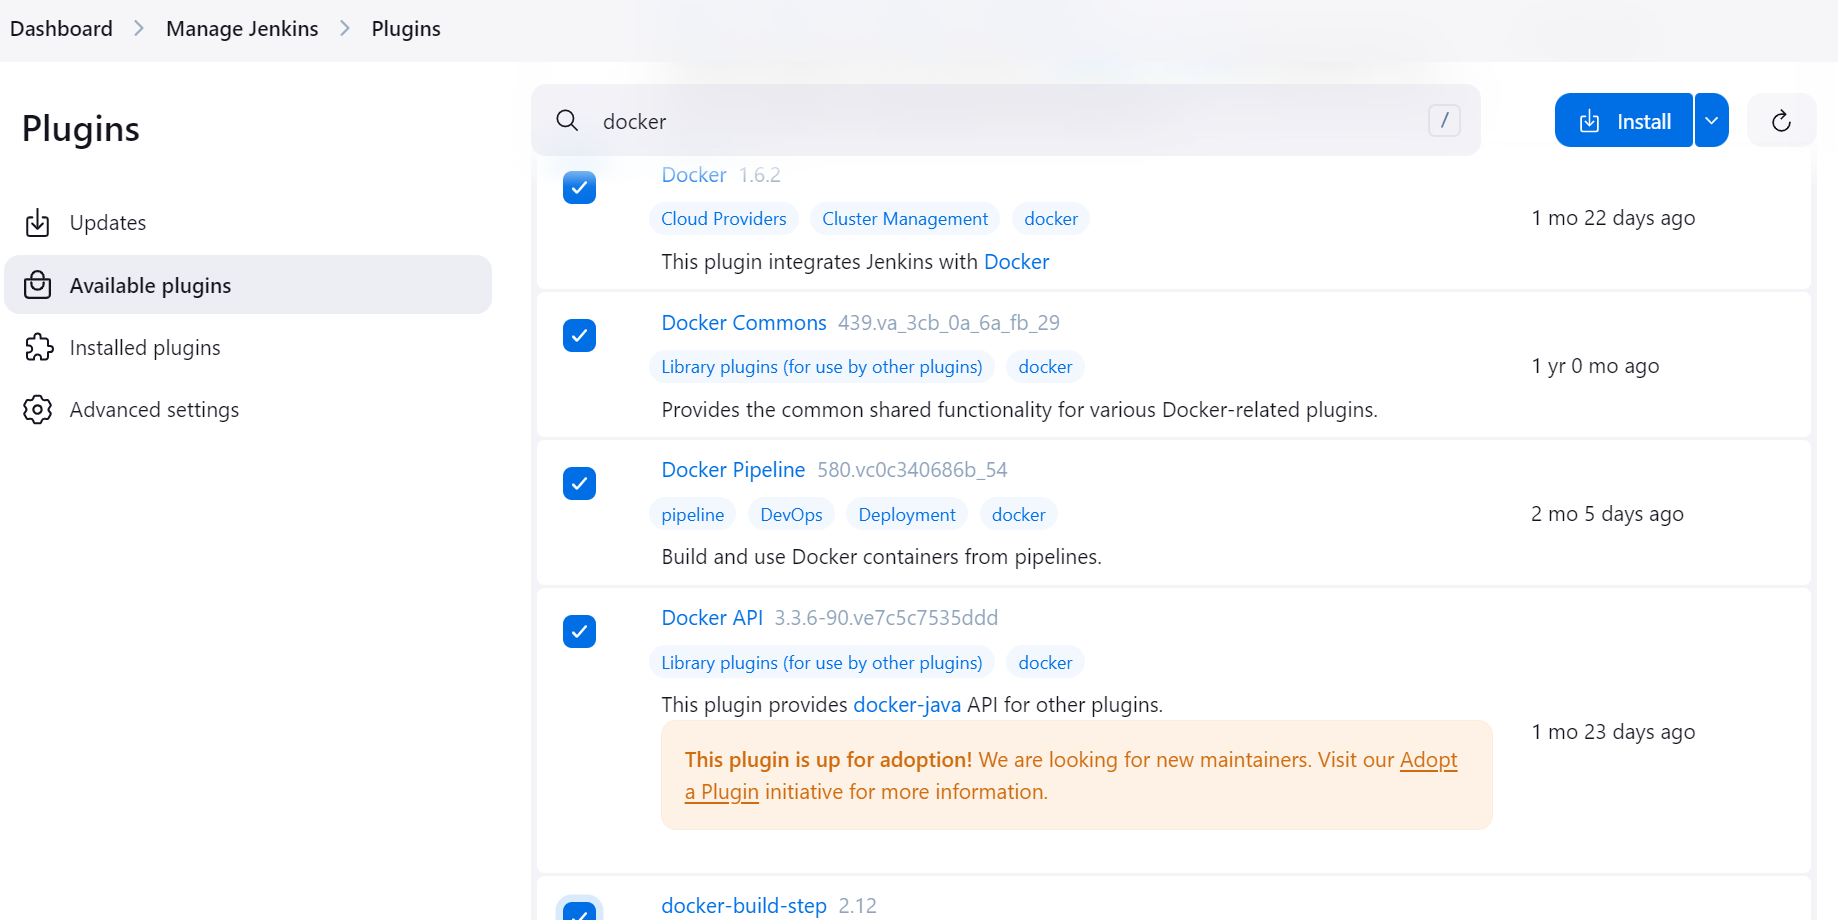 Dashboard > Manage Jenkins > Plugins
Plugins
Updates
Available plugins
Installed plugins
Advanced settings
docker /
Install
Docker 1.6.2
Cloud Providers Cluster Management docker
This plugin integrates Jenkins with Docker
1 mo 22 days ago
Docker Commons 439.va_3cb_0a_6a_fb_29
Library plugins (for use by other plugins) docker
Provides the common shared functionality for various Docker-related plugins.
1 yr 0 mo ago
Docker Pipeline 580.vc0c340686b_54
pipeline DevOps Deployment docker
Build and use Docker containers from pipelines.
2 mo 5 days ago
Docker API 3.3.6-90.ve7c5c7535ddd
Library plugins (for use by other plugins) docker
This plugin provides docker-java API for other plugins.
This plugin is up for adoption! We are looking for new maintainers. Visit our Adopt
a Plugin initiative for more information.
1 mo 23 days ago
docker-build-step 2.12